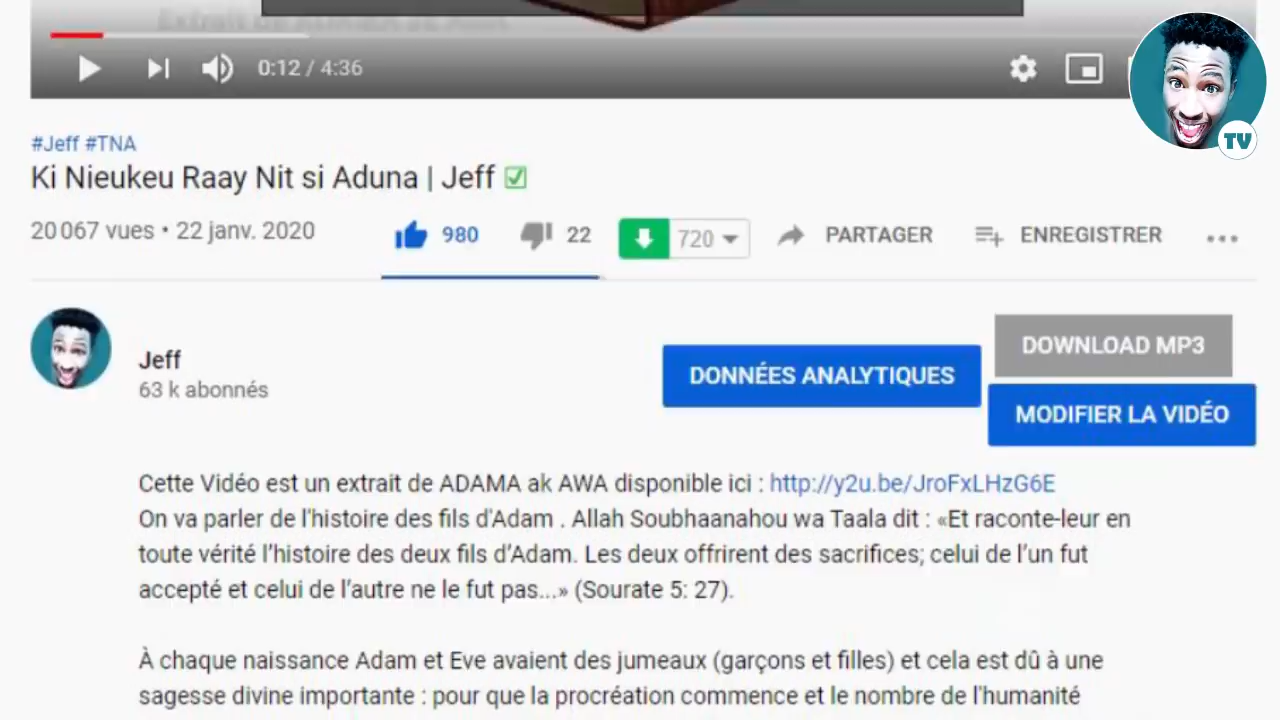 0:12 / 4:36
TV
#Jeff #TNA
Ki Nieukeu Raay Nit si Aduna | Jeff ✅
20 067 vues • 22 janv. 2020
980
22
720
PARTAGER
ENREGISTRER
Jeff
63 k abonnés
DONNÉES ANALYTIQUES
DOWNLOAD MP3
MODIFIER LA VIDÉO
Cette Vidéo est un extrait de ADAMA ak AWA disponible ici : http://y2u.be/JroFxLHzG6E
On va parler de l'histoire des fils d'Adam . Allah Soubhaanahou wa Taala dit : «Et raconte-leur en
toute vérité l’histoire des deux fils d’Adam. Les deux offrirent des sacrifices; celui de l’un fut
accepté et celui de l’autre ne le fut pas...» (Sourate 5: 27).
À chaque naissance Adam et Eve avaient des jumeaux (garçons et filles) et cela est dû à une
sagesse divine importante : pour que la procréation commence et le nombre de l'humanité